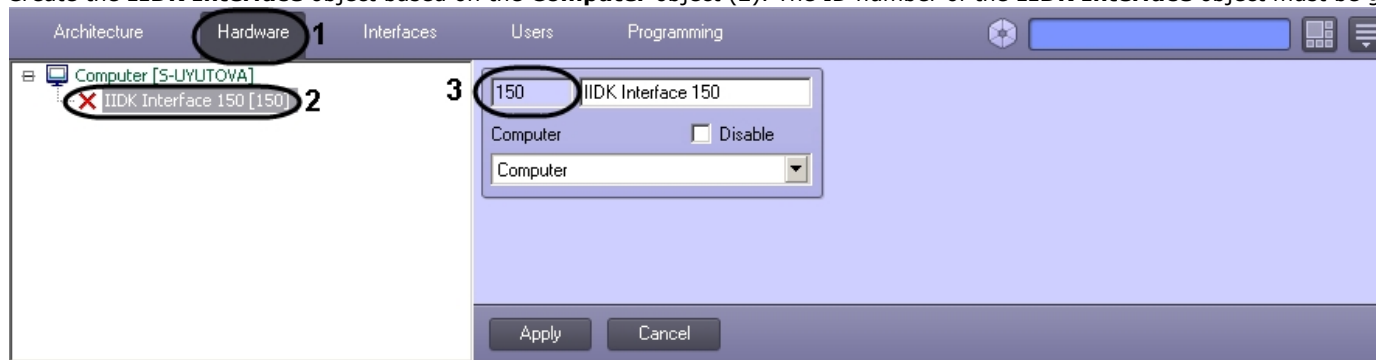 Create the IIDK Interface object based on the Computer object (2). The ID number of the IIDK Interface object must be g
Architecture Hardware 1 Interfaces Users Programming
Computer [S-UYUTOVA]
IIDK Interface 150 [150] 2
3 150 IIDK Interface 150
Computer Disable
Computer
Apply Cancel